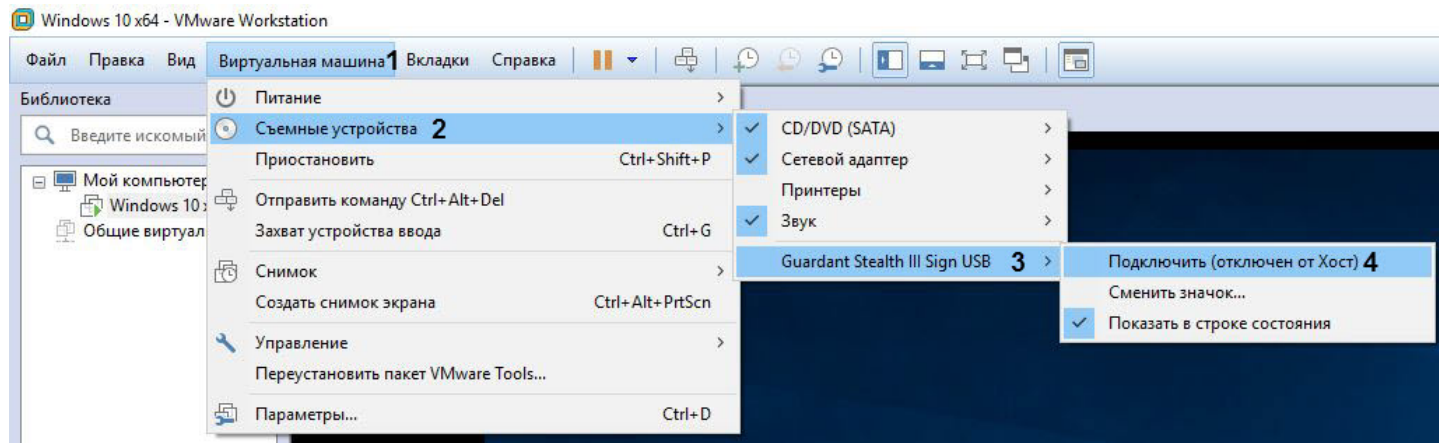 Windows 10 x64 - VMware Workstation
Файл Правка Вид Виртуальная машина 1 Вкладки Справка
Библиотека
Введите искомый
Мой компьютер
Windows 10
Общие виртуал
Питание
Съемные устройства 2
Приостановить Ctrl+Shift+P
Отправить команду Ctrl+Alt+Del
Захват устройства ввода Ctrl+G
Снимок
Создать снимок экрана Ctrl+Alt+PrtScn
Управление
Переустановить пакет VMware Tools...
Параметры... Ctrl+D
CD/DVD (SATA)
Сетевой адаптер
Принтеры
Звук
Guardant Stealth III Sign USB 3
Подключить (отключен от Хост) 4
Сменить значок...
Показать в строке состояния